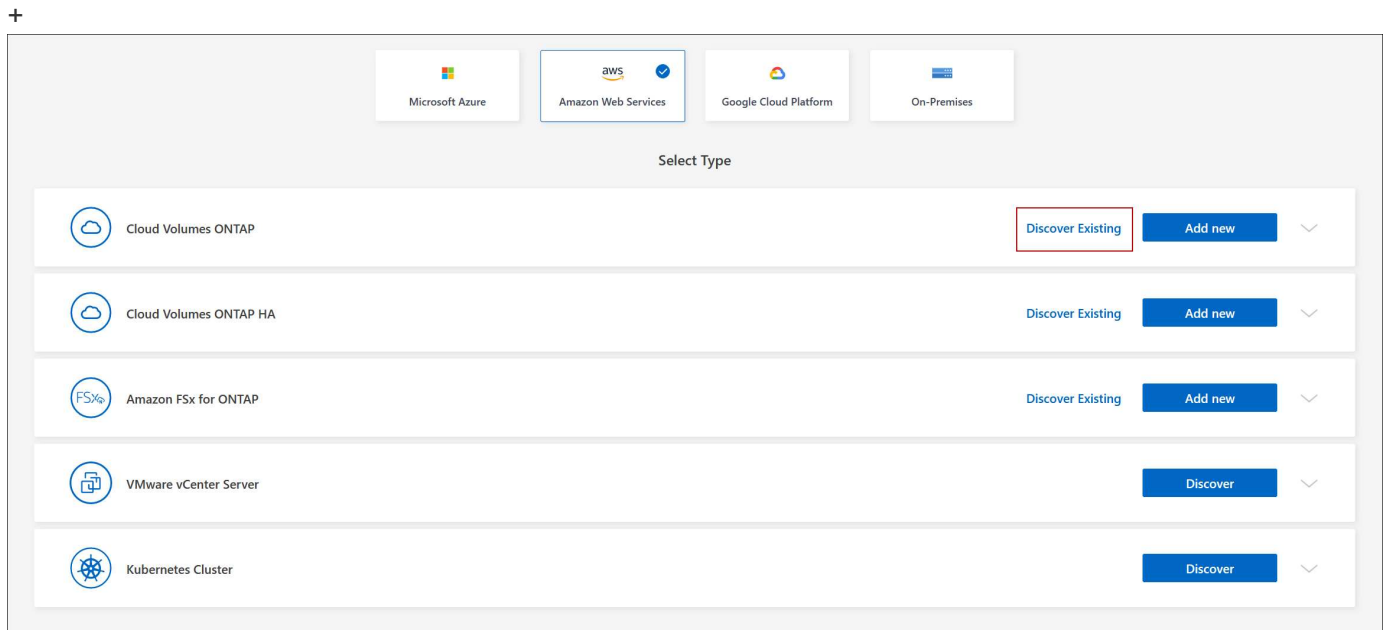 +
aws
Microsoft Azure
Amazon Web Services
Google Cloud Platform
On-Premises
Select Type
Cloud Volumes ONTAP
Discover Existing
Add new
Cloud Volumes ONTAP HA
Discover Existing
Add new
FSx
Amazon FSx for ONTAP
Discover Existing
Add new
VMware vCenter Server
Discover
Kubernetes Cluster
Discover